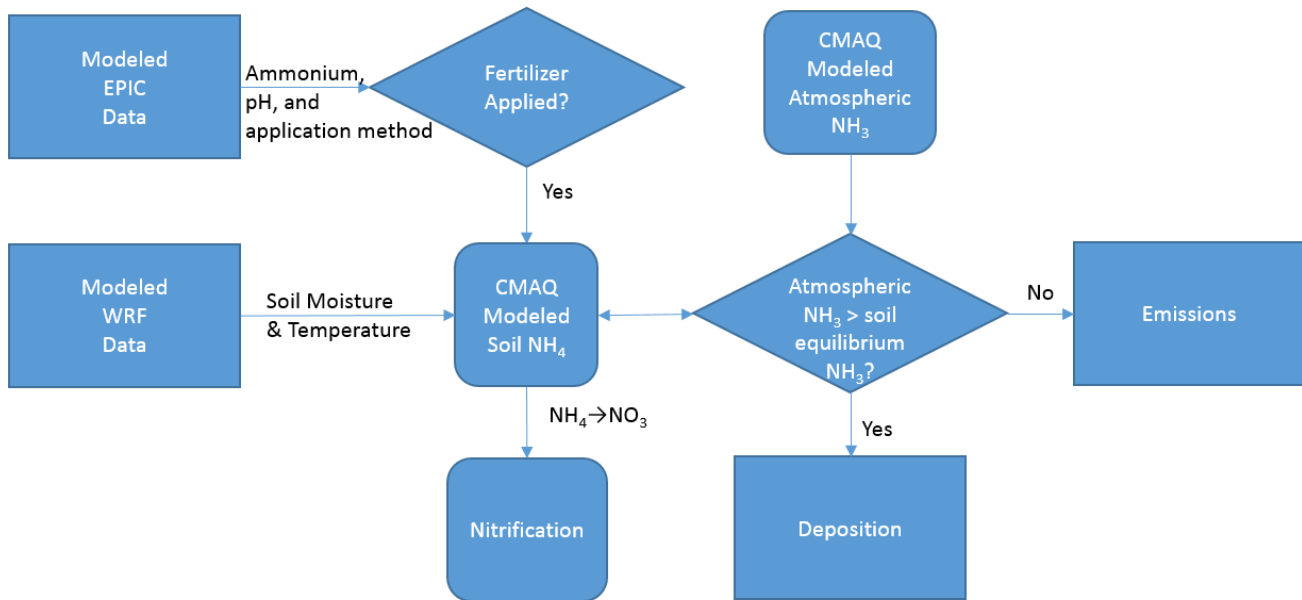 Modeled
EPIC
Data
Ammonium,
pH, and
application method
Fertilizer
Applied?
CMAQ
Modeled
Atmospheric
NH₃
Yes
Modeled
WRF
Data
Soil Moisture
& Temperature
CMAQ
Modeled
Soil NH₄
Atmospheric
NH₃ > soil
equilibrium
NH₃?
No
Emissions
NH₄→NO₃
Yes
Nitrification
Deposition